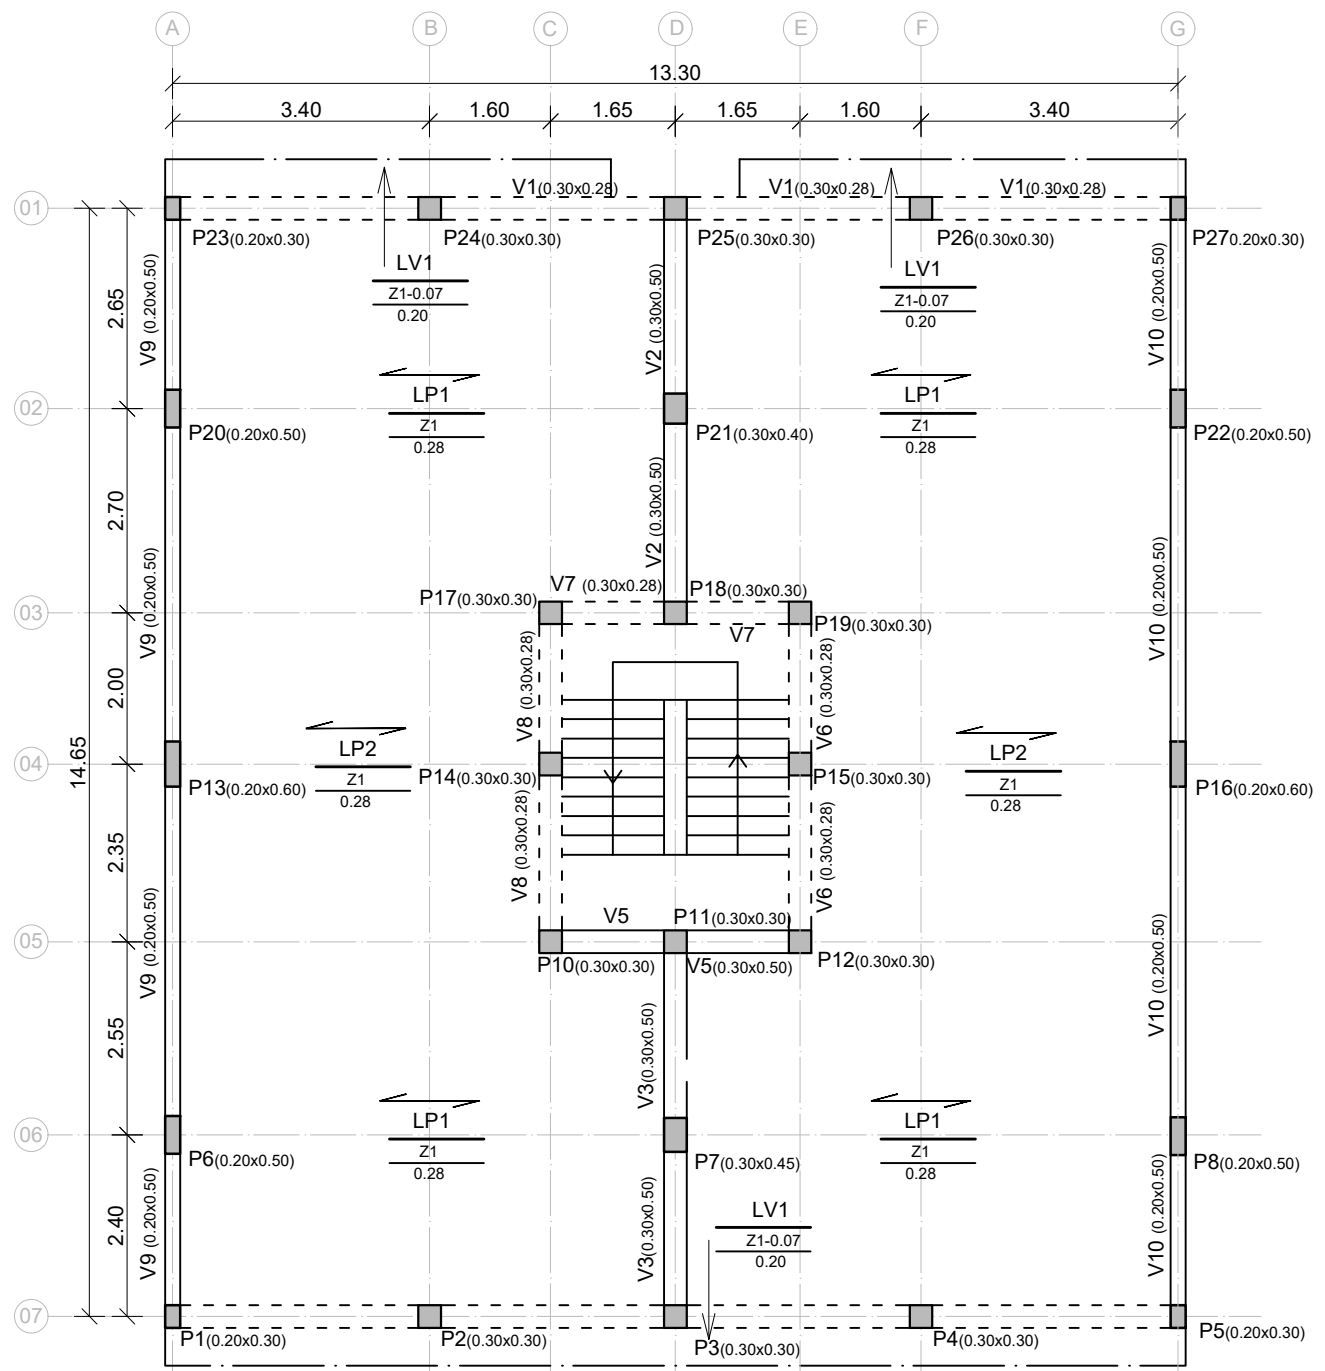 A B C D E F G
13.30
3.40 1.60 1.65 1.65 1.60 3.40
V1(0.30x0.28) V1(0.30x0.28) V1(0.30x0.28)
01
P23(0.20x0.30) P24(0.30x0.30) P25(0.30x0.30) P26(0.30x0.30) P27(0.20x0.30)
LV1 LV1
Z1-0.07 Z1-0.07
0.20 0.20
2.65
V9 (0.20x0.50) V2 (0.30x0.50) V10 (0.20x0.50)
LP1 LP1
02
Z1 Z1
0.28 0.28
P20(0.20x0.50) P21(0.30x0.40) P22(0.20x0.50)
2.70
V2 (0.30x0.50)
V9 (0.20x0.50) V10 (0.20x0.50)
V7 (0.30x0.28) P18(0.30x0.30)
P17(0.30x0.30)
03
P19(0.30x0.30)
V7
2.00
V8 (0.30x0.28) V6 (0.30x0.28)
14.65
LP2 LP2
04
Z1 Z1
0.28 0.28
P13(0.20x0.60) P14(0.30x0.30) P15(0.30x0.30) P16(0.20x0.60)
2.35
V8 (0.30x0.28) V6 (0.30x0.28)
V5 P11(0.30x0.30)
05
P10(0.30x0.30) V5(0.30x0.50) P12(0.30x0.30)
V9 (0.20x0.50) V10 (0.20x0.50)
2.55
V3(0.30x0.50)
LP1 LP1
06
Z1 Z1
0.28 0.28
P6(0.20x0.50) P7(0.30x0.45) P8(0.20x0.50)
2.40
V9 (0.20x0.50) V3(0.30x0.50) V10 (0.20x0.50)
LV1
Z1-0.07
0.20
07
P1(0.20x0.30) P2(0.30x0.30) P3(0.30x0.30) P4(0.30x0.30) P5(0.20x0.30)